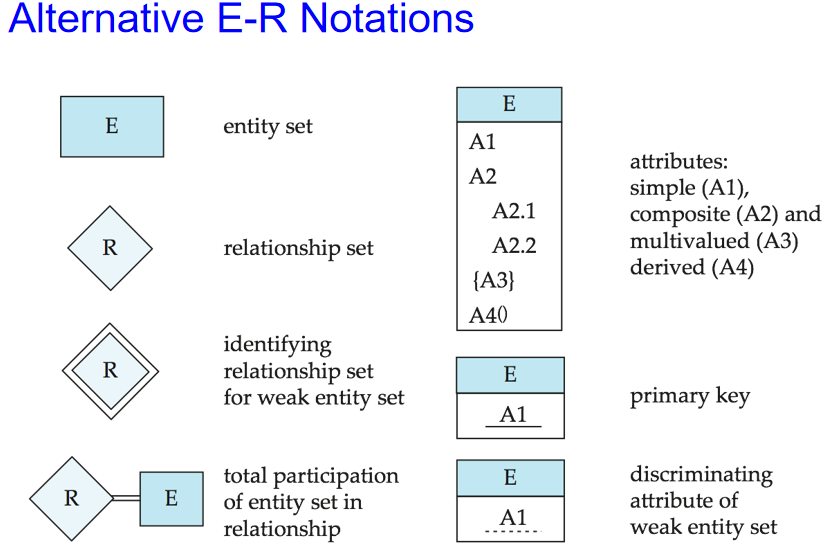 Alternative E-R Notations
E
entity set
R
relationship set
R
identifying
relationship set
for weak entity set
R
E
total participation
of entity set in
relationship
E
A1
A2
A2.1
A2.2
{A3}
A4()
attributes:
simple (A1),
composite (A2) and
multivalued (A3)
derived (A4)
E
A1
primary key
E
A1
discriminating
attribute of
weak entity set